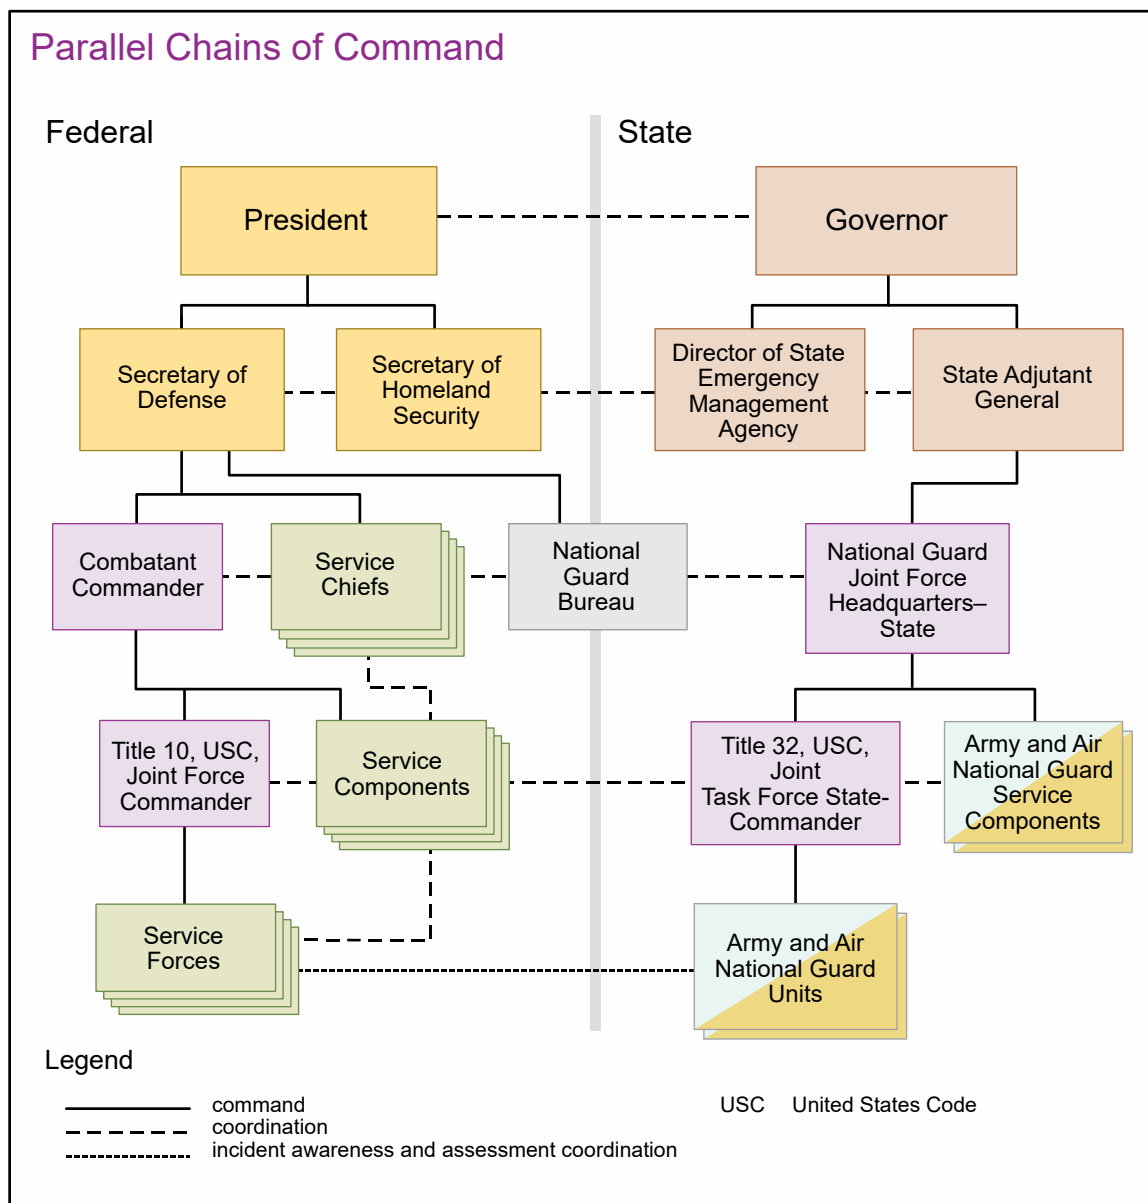 Parallel Chains of Command
Federal
State
President
Governor
Secretary of
Defense
Secretary of
Homeland
Security
Director of State
Emergency
Management
Agency
State Adjutant
General
Combatant
Commander
Service
Chiefs
National
Guard
Bureau
National Guard
Joint Force
Headquarters–
State
Title 10, USC,
Joint Force
Commander
Service
Components
Title 32, USC,
Joint
Task Force State-
Commander
Army and Air
National Guard
Service
Components
Service
Forces
Army and Air
National Guard
Units
Legend
command
coordination
incident awareness and assessment coordination
USC United States Code